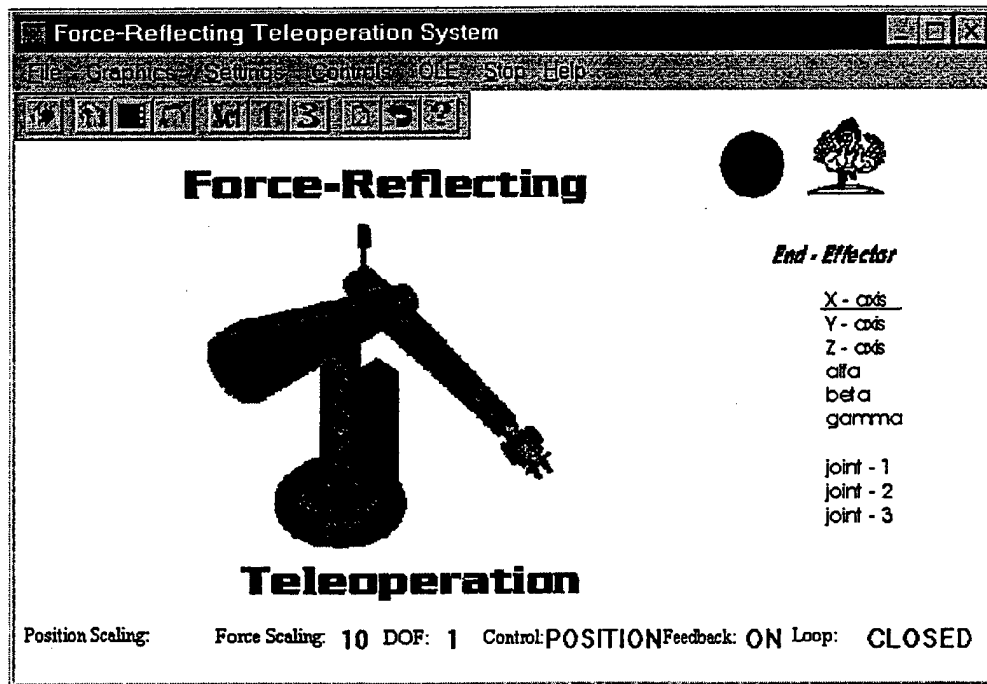 Force-Reflecting Teleoperation System
File Graphics Settings Controls OLE Stop Help
Force-Reflecting
End - Effector
X - axis
Y - axis
Z - axis
alfa
beta
gamma
joint - 1
joint - 2
joint - 3
Teleoperation
Position Scaling: Force Scaling: 10 DOF: 1 Control: POSITION Feedback: ON Loop: CLOSED